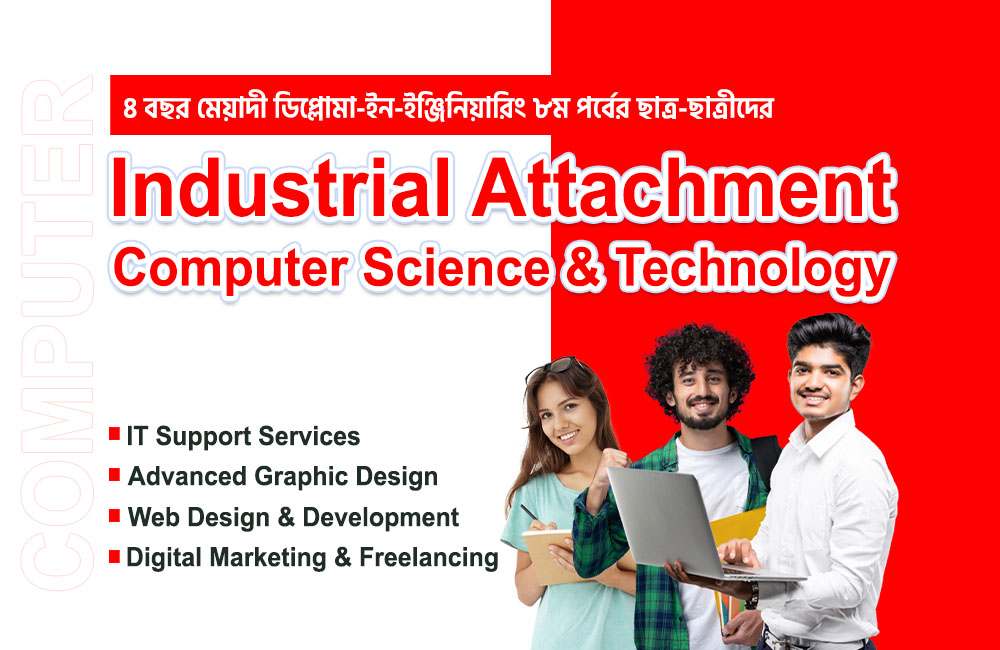 ৪ বছর মেয়াদী ডিপ্লোমা-ইন-ইঞ্জিনিয়ারিং ৮ম পর্বের ছাত্র-ছাত্রীদের
Industrial Attachment
Computer Science & Technology
COMPUTER
IT Support Services
Advanced Graphic Design
Web Design & Development
Digital Marketing & Freelancing